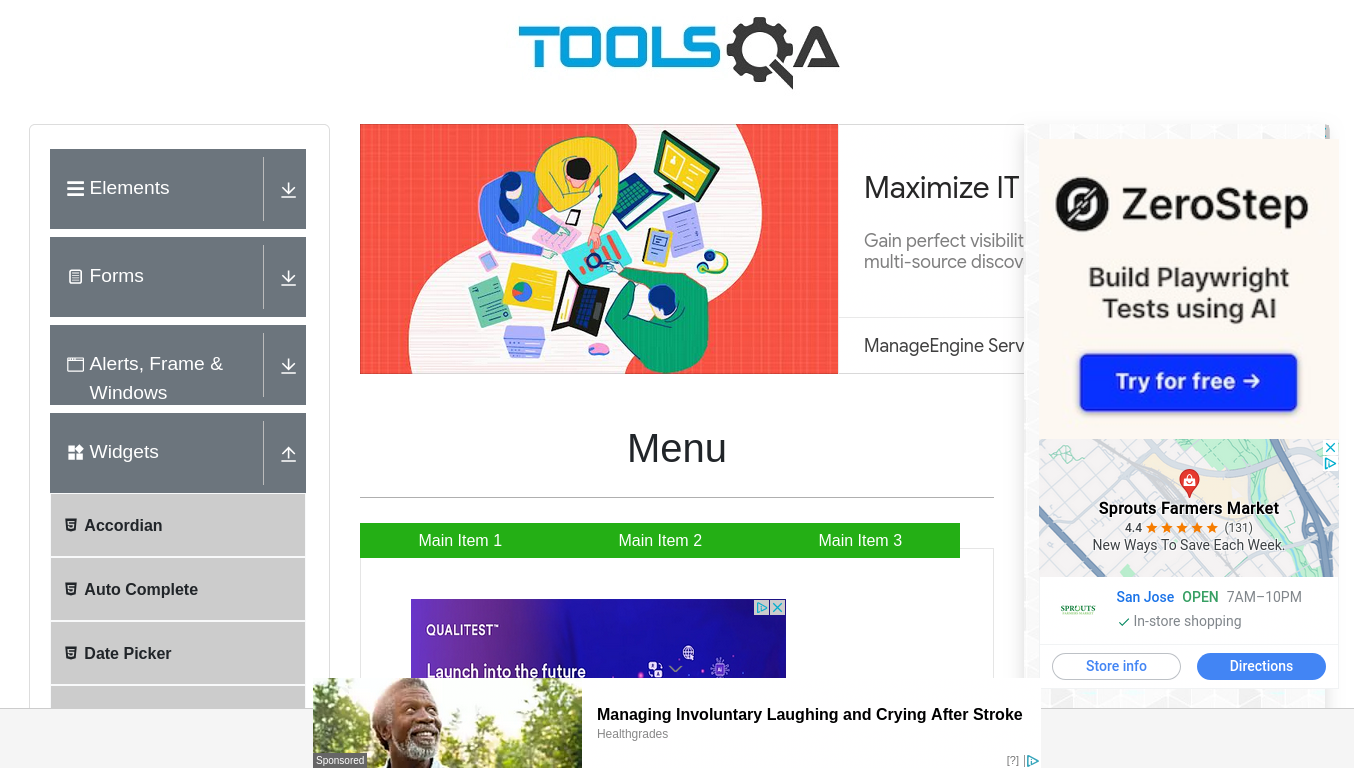 TOOLSQA
Elements
Forms
Alerts, Frame &
Windows
Widgets
Accordian
Auto Complete
Date Picker
Maximize IT
Gain perfect visibilit
multi-source discov
ManageEngine Serv
Menu
Main Item 1
Main Item 2
Main Item 3
QUALITEST™
Launch into the future
ZeroStep
Build Playwright
Tests using AI
Try for free →
Sprouts Farmers Market
4.4 ★★★★★ (131)
New Ways To Save Each Week.
SPROUTS
San Jose OPEN 7AM–10PM
In-store shopping
Store info
Directions
Managing Involuntary Laughing and Crying After Stroke
Healthgrades
Sponsored
[?]